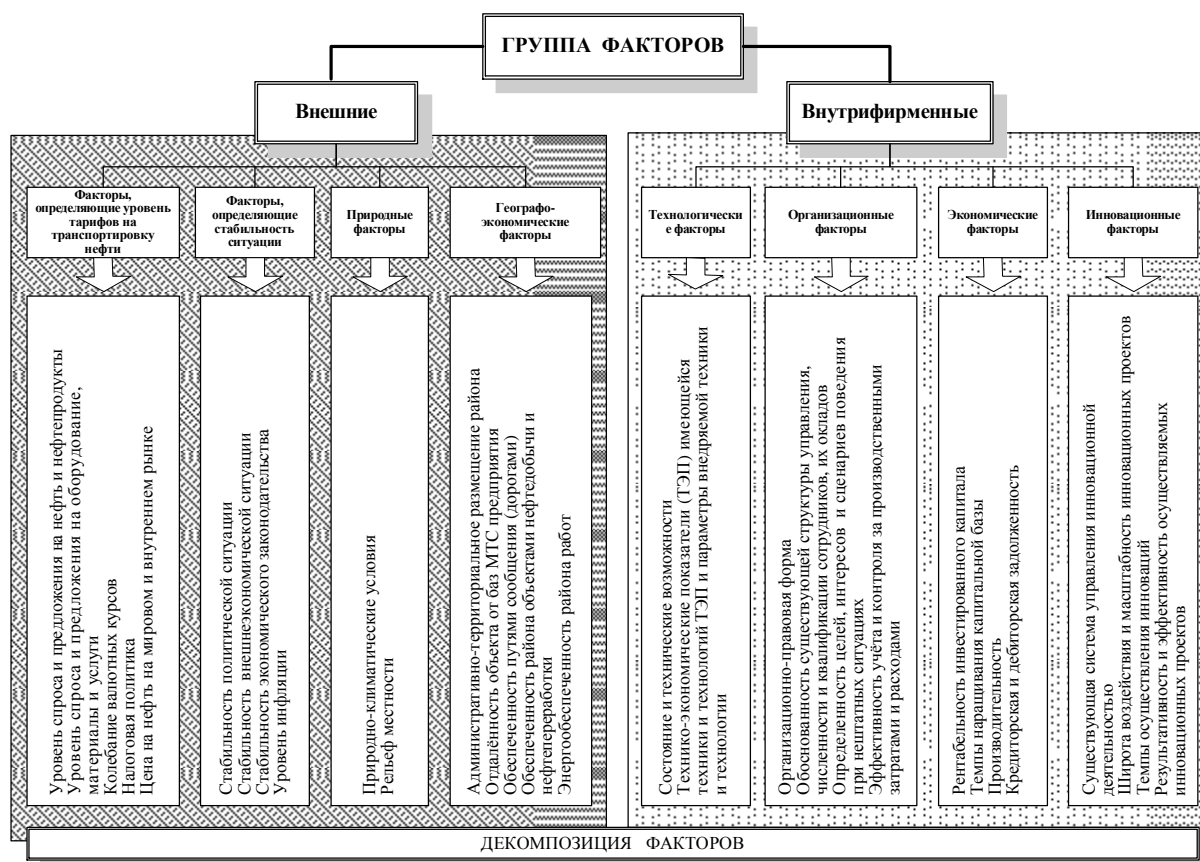 ГРУППА ФАКТОРОВ
Внешние
Внутрифирменные
Факторы,
определяющие уровень
тарифов на
транспортировку
нефти
Факторы,
определяющие
стабильность
ситуации
Природные
факторы
Географо-
экономические
факторы
Технологически
е факторы
Организационные
факторы
Экономические
факторы
Инновационные
факторы
Уровень спроса и предложения на нефть и нефтепродукты
Уровень спроса и предложения на оборудование,
материалы и услуги
Колебание валютных курсов
Налоговая политика
Цена на нефть на мировом и внутреннем рынке
Стабильность политической ситуации
Стабильность внешнеэкономической ситуации
Стабильность экономического законодательства
Уровень инфляции
Природно-климатические условия
Рельеф местности
Административно-территориальное размещение района
Отдалённость объекта от баз МТС предприятия
Обеспеченность путями сообщения (дорогами)
Обеспеченность района объектами нефтедобычи и
нефтепереработки
Энергообеспеченность района работ
Состояние и технические возможности
Технико-экономические показатели (ТЭП) имеющейся
техники и технологий ТЭП и параметры внедряемой техники
и технологии
Организационно-правовая форма
Обоснованность существующей структуры управления,
численности и квалификации сотрудников, их окладов
Определенность целей, интересов и сценариев поведения
при нештатных ситуациях
Эффективность учёта и контроля за производственными
затратами и расходами
Рентабельность инвестированного капитала
Темпы наращивания капитальной базы
Производительность
Кредиторская и дебиторская задолженность
Существующая система управления инновационной
деятельностью
Широта воздействия и масштабность инновационных проектов
Темпы осуществления инноваций
Результативность и эффективность осуществляемых
инновационных проектов
ДЕКОМПОЗИЦИЯ ФАКТОРОВ